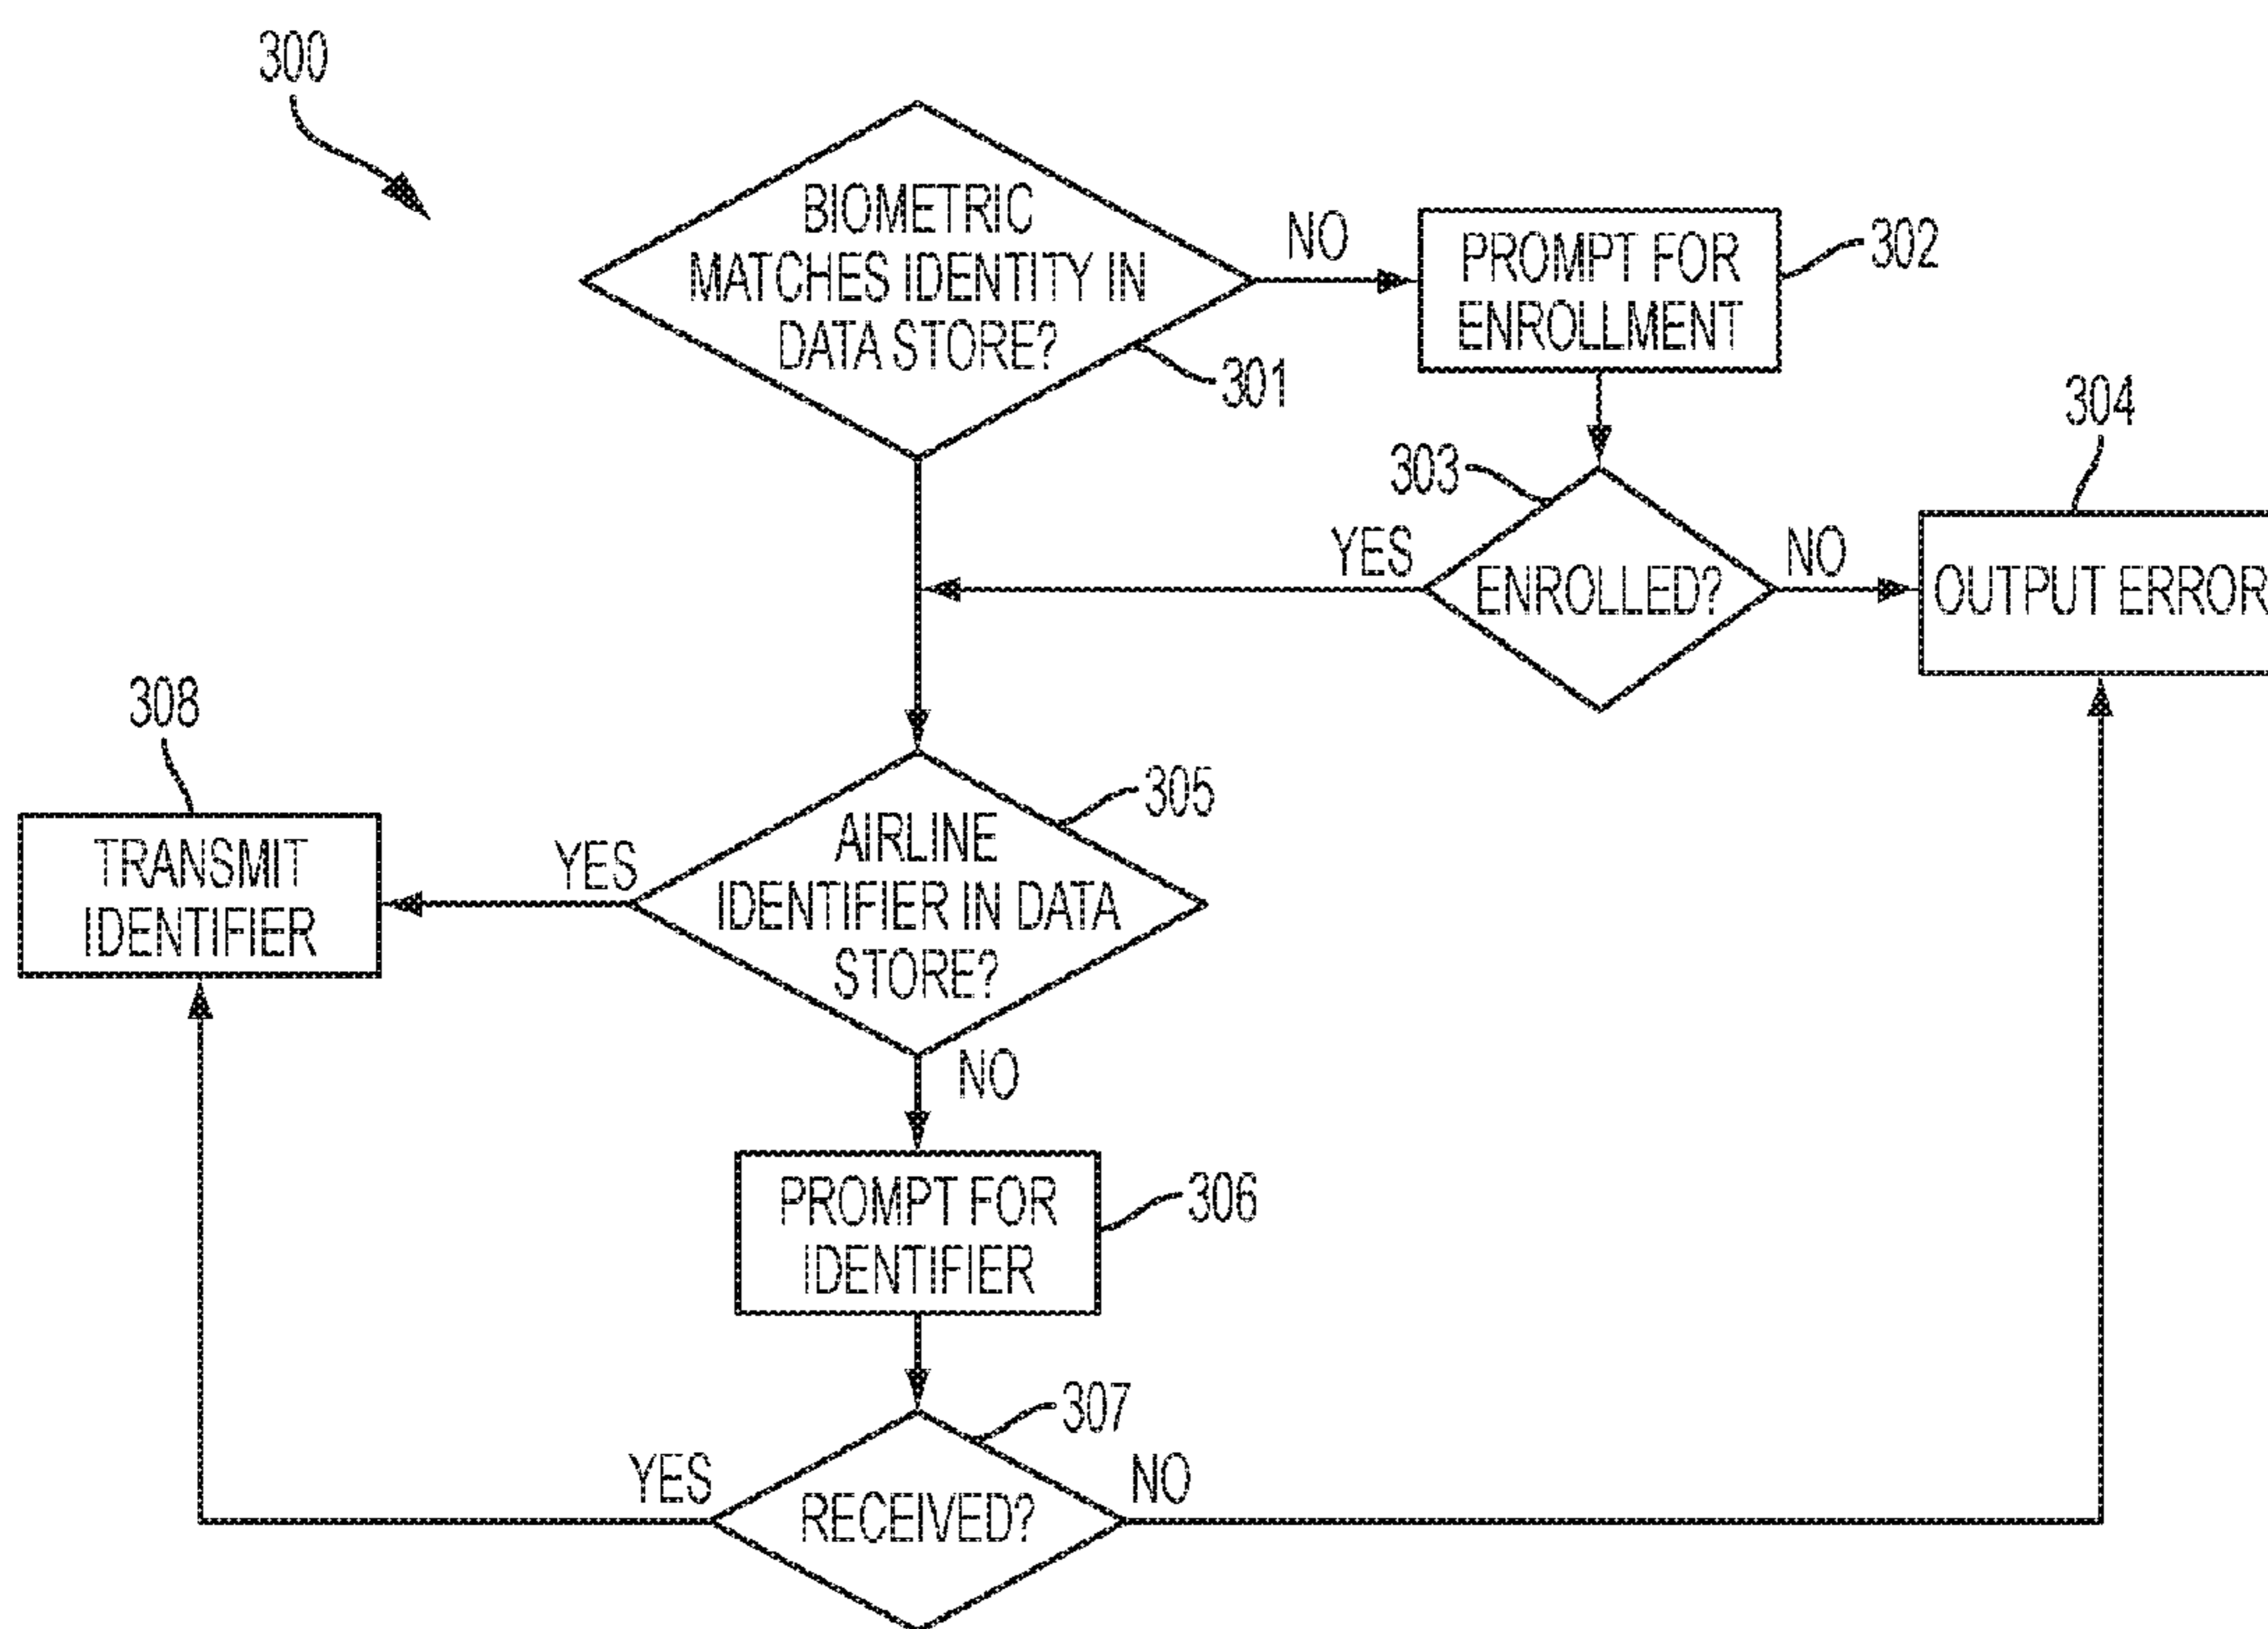 300
BIOMETRIC
MATCHES IDENTITY IN
DATA STORE?
301
NO
PROMPT FOR
ENROLLMENT
302
303
YES
ENROLLED?
NO
304
OUTPUT ERROR
308
TRANSMIT
IDENTIFIER
YES
AIRLINE
IDENTIFIER IN DATA
STORE?
305
NO
PROMPT FOR
IDENTIFIER
306
307
YES
RECEIVED?
NO